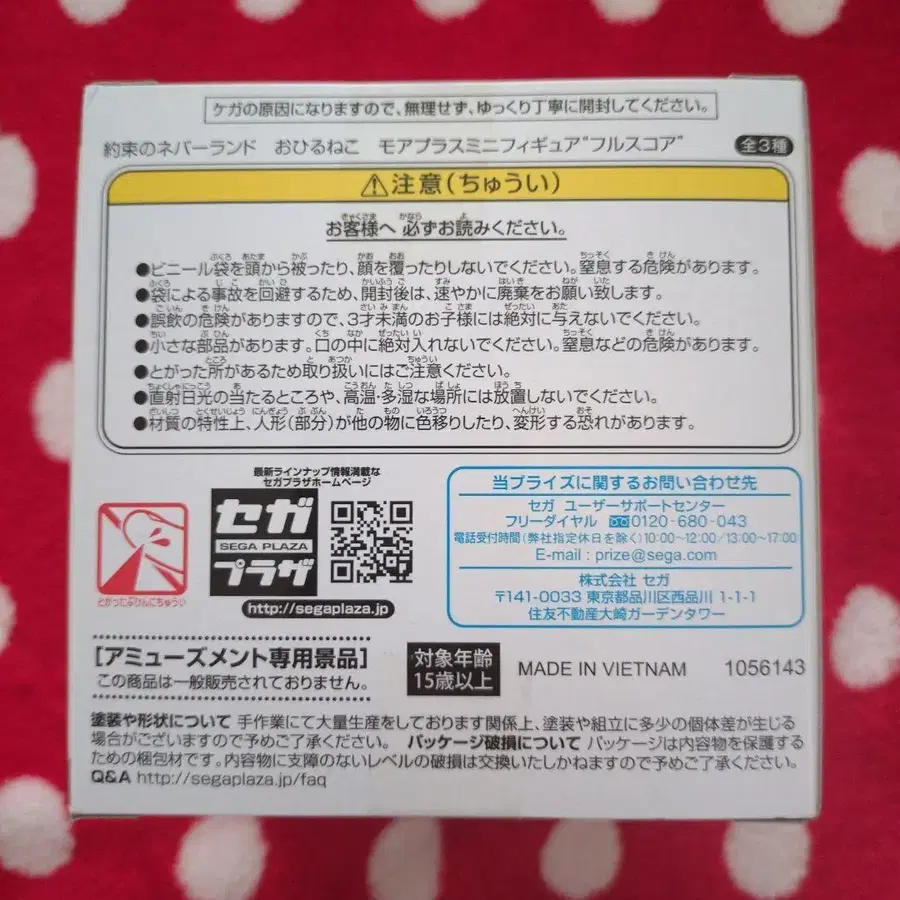 ケガの原因になりますので、無理せず、ゆっくり丁寧に開封してください。
約束のネバーランド おひるねこ モアプラスミニフィギュア"フルスコア" 全3種
⚠注意(ちゅうい)
お客様へ 必ずお読みください。
●ビニール袋を頭から被ったり、顔を覆ったりしないでください。窒息する危険があります。
●袋による事故を回避するため、開封後は、速やかに廃棄をお願い致します。
●誤飲の危険がありますので、3才未満のお子様には絶対に与えないでください。
●小さな部品があります。口の中に絶対入れないでください。窒息などの危険があります。
●とがった所があるため取り扱いにはご注意ください。
●直射日光の当たるところや、高温・多湿な場所には放置しないでください。
●材質の特性上、人形(部分)が他の物に色移りしたり、変形する恐れがあります。
最新ラインナップ情報満載な
セガプラザホームページ
セガ
SEGA PLAZA
プラザ
http://segaplaza.jp
とがったぶひんにちゅうい
当プライズに関するお問い合わせ先
セガ ユーザーサポートセンター
フリーダイヤル 0120-680-043
電話受付時間(弊社指定休日を除く)10:00~12:00/13:00~17:00
E-mail : prize@sega.com
株式会社 セガ
〒141-0033 東京都品川区西品川 1-1-1
住友不動産大崎ガーデンタワー
[アミューズメント専用景品]
この商品は一般販売されておりません。
対象年齢
15歳以上
MADE IN VIETNAM 1056143
塗装や形状について 手作業にて大量生産をしております関係上、塗装や組立に多少の個体差が生じる
場合がございますので予めご了承ください。 パッケージ破損について パッケージは内容物を保護する
ための梱包材です。内容物に支障のないレベルの破損は交換いたしかねますので予めご了承ください。
Q&A http://segaplaza.jp/faq